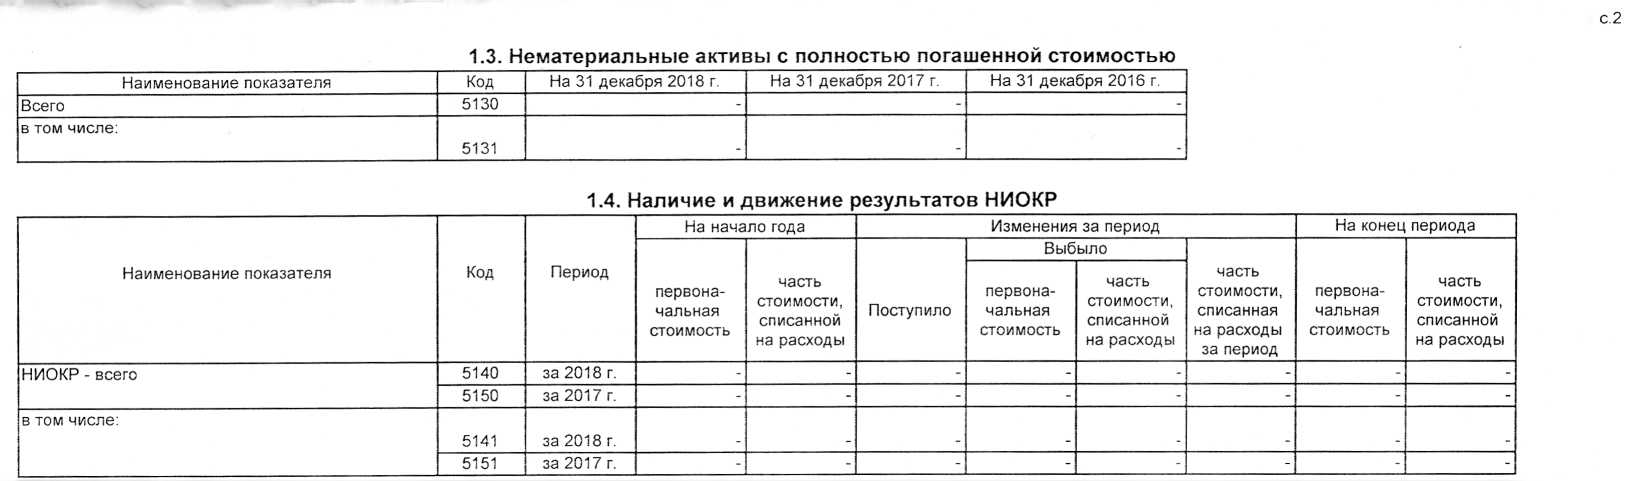 с.2
1.3. Нематериальные активы с полностью погашенной стоимостью
Наименование показателя Код На 31 декабря 2018 г. На 31 декабря 2017 г. На 31 декабря 2016 г.
Всего 5130 - - -
в том числе:
5131 - - -
1.4. Наличие и движение результатов НИОКР
Наименование показателя Код Период На начало года Изменения за период На конец периода
первона-чальная стоимость часть стоимости, списанной на расходы Поступило Выбыло часть стоимости, списанная на расходы за период первона-чальная стоимость часть стоимости, списанной на расходы
первона-чальная стоимость часть стоимости, списанной на расходы
НИОКР - всего 5140 за 2018 г. - - - - - - - -
5150 за 2017 г. - - - - - - - -
в том числе:
5141 за 2018 г. - - - - - - - -
5151 за 2017 г. - - - - - - - -